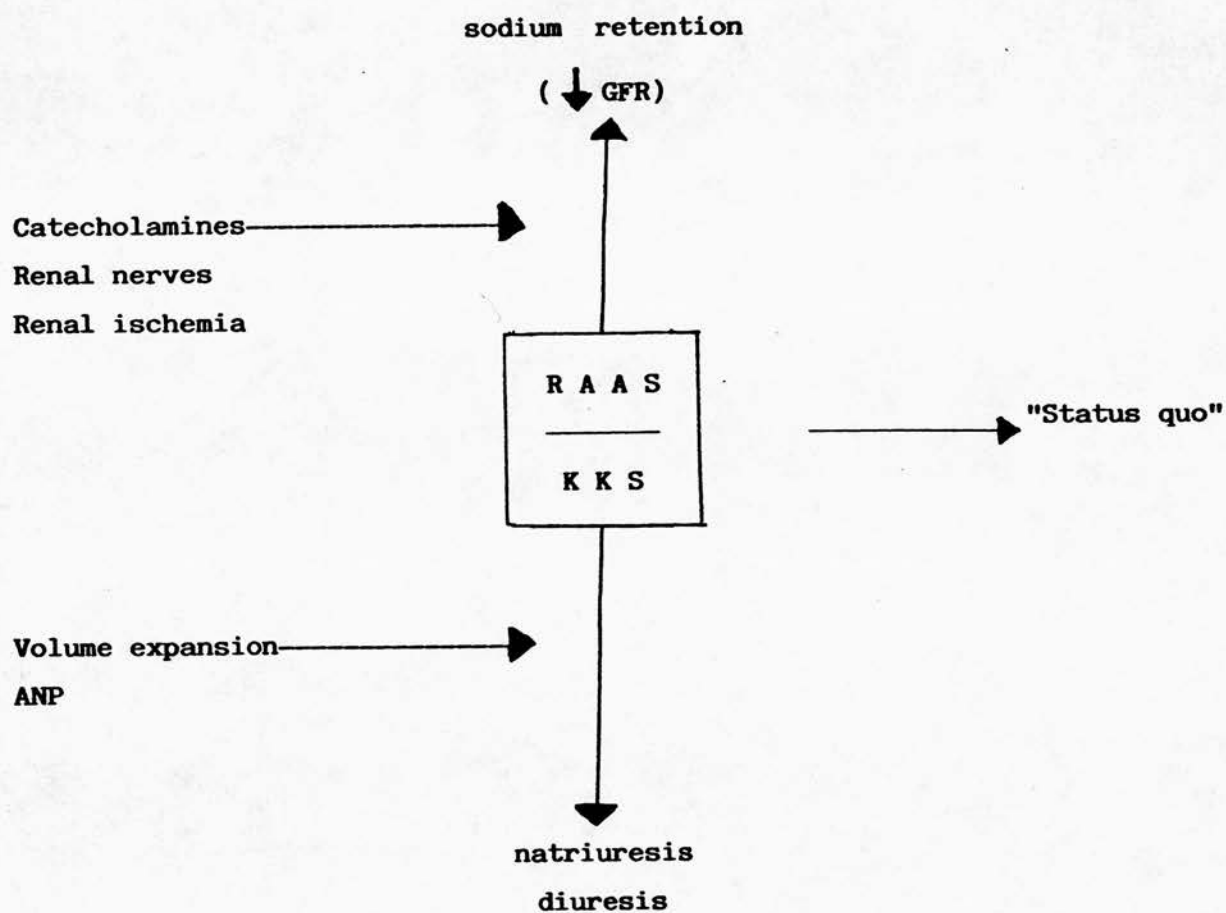 sodium retention
( ↓ GFR)
Catecholamines
Renal nerves
Renal ischemia
R A A S
K K S
"Status quo"
Volume expansion
ANP
natriuresis
diuresis